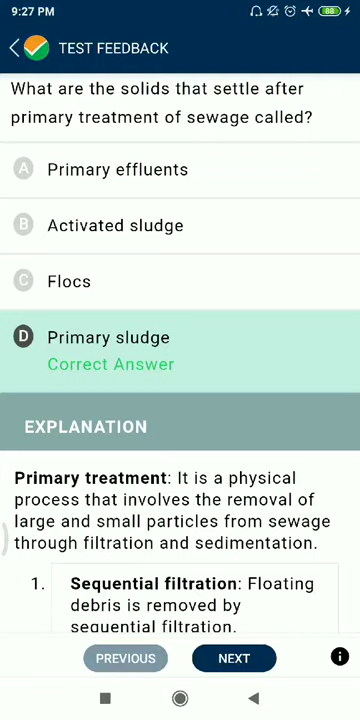 9:27 PM
88
TEST FEEDBACK
What are the solids that settle after
primary treatment of sewage called?
A Primary effluents
B Activated sludge
C Flocs
D Primary sludge
Correct Answer
EXPLANATION
Primary treatment: It is a physical
process that involves the removal of
large and small particles from sewage
through filtration and sedimentation.
1. Sequential filtration: Floating
debris is removed by
sequential filtration.
PREVIOUS
NEXT